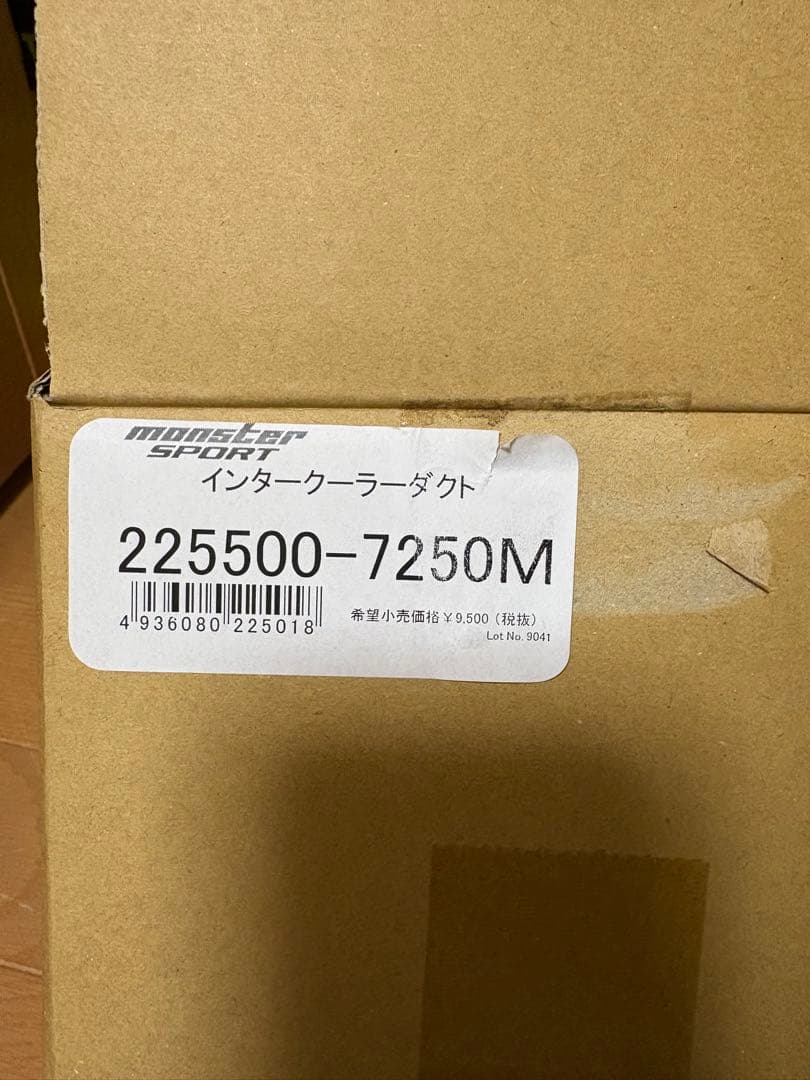 monster
SPORT
インタークーラーダクト
225500-7250M
4 936080 225018
希望小売価格￥9,500（税抜）
Lot No. 9041